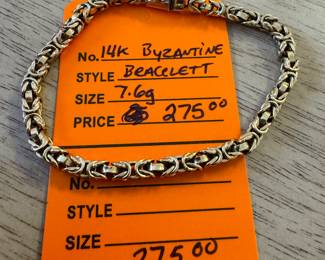 No. 14K BYZANTINE
STYLE BRACELETT
SIZE 7.6g
PRICE 275.00
No.
STYLE
SIZE
275.00